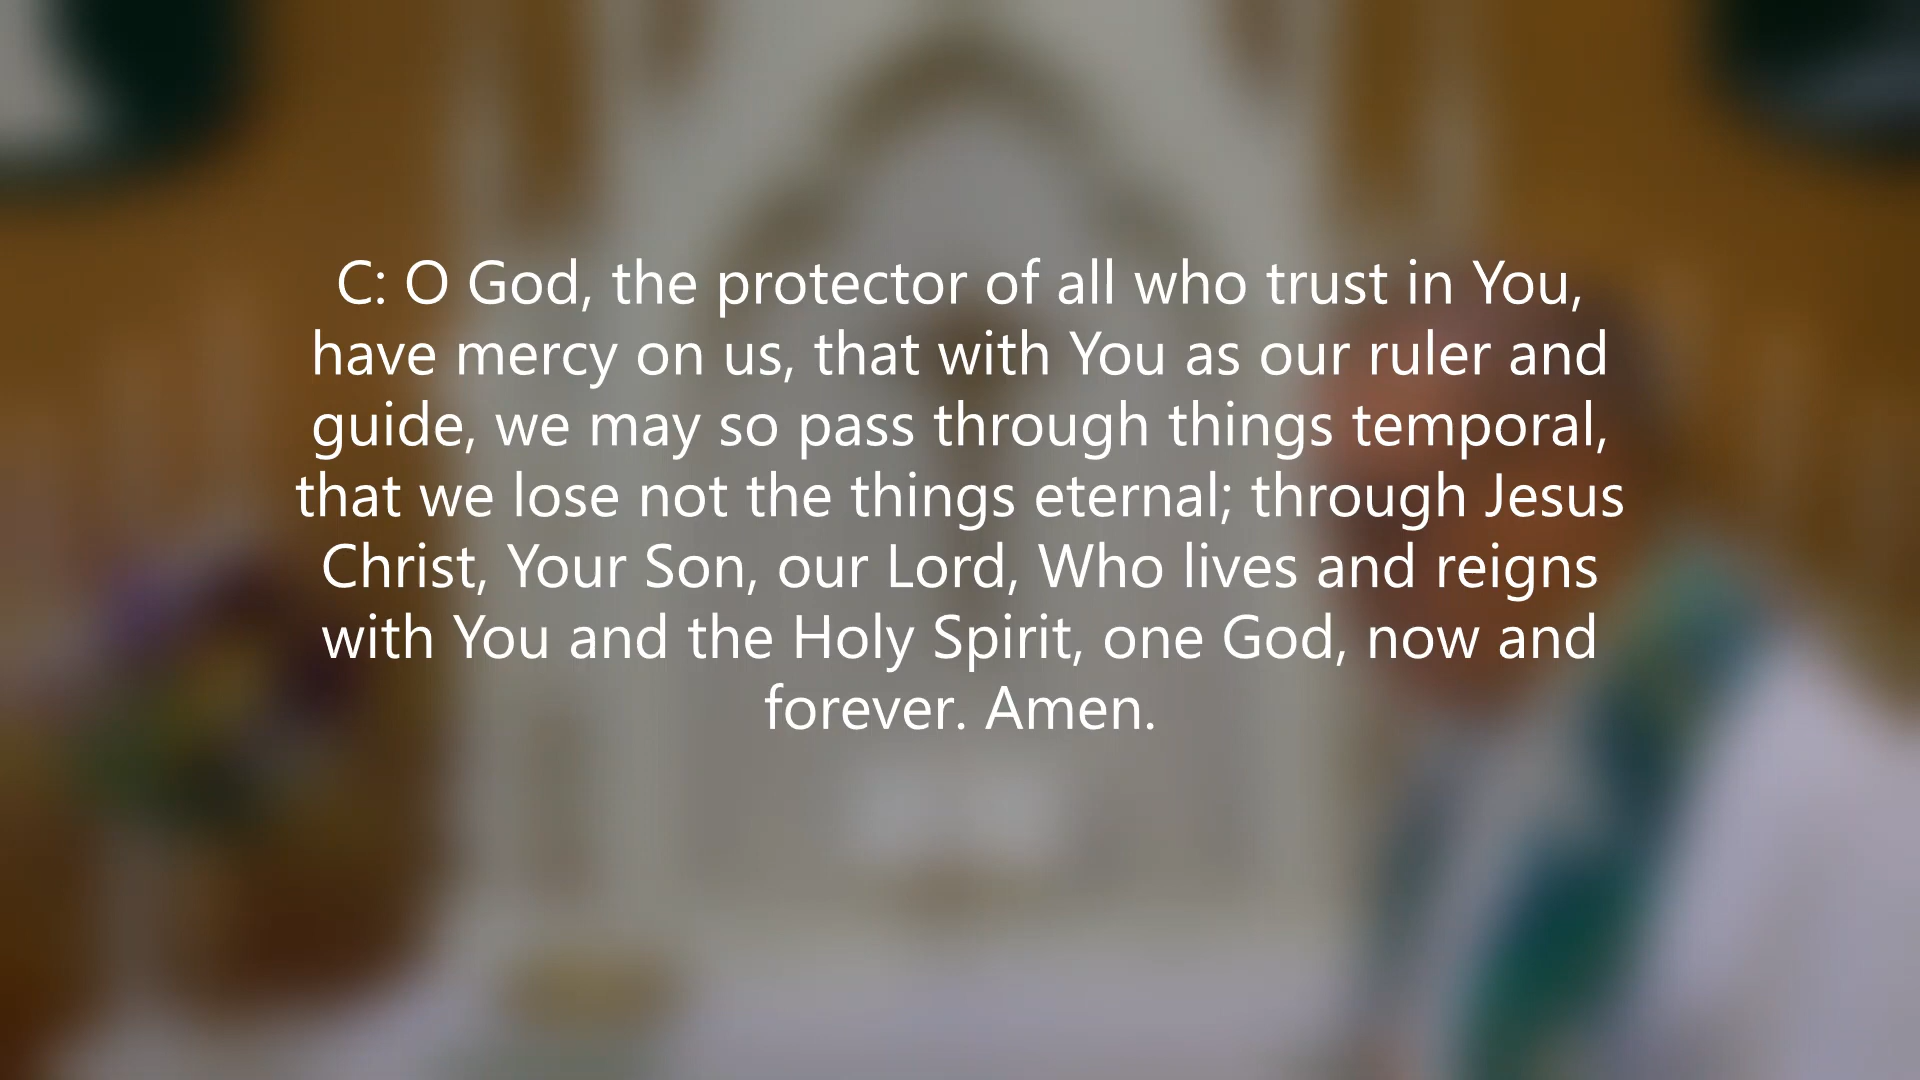 C: O God, the protector of all who trust in You,
have mercy on us, that with You as our ruler and
guide, we may so pass through things temporal,
that we lose not the things eternal; through Jesus
Christ, Your Son, our Lord, Who lives and reigns
with You and the Holy Spirit, one God, now and
forever. Amen.